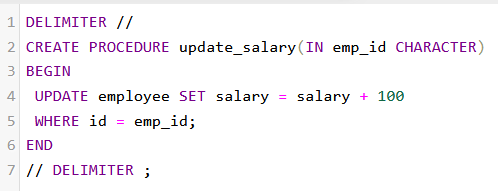 1 DELIMITER //
2 CREATE PROCEDURE update_salary(IN emp_id CHARACTER)
3 BEGIN
4  UPDATE employee SET salary = salary + 100
5  WHERE id = emp_id;
6 END
7 // DELIMITER ;